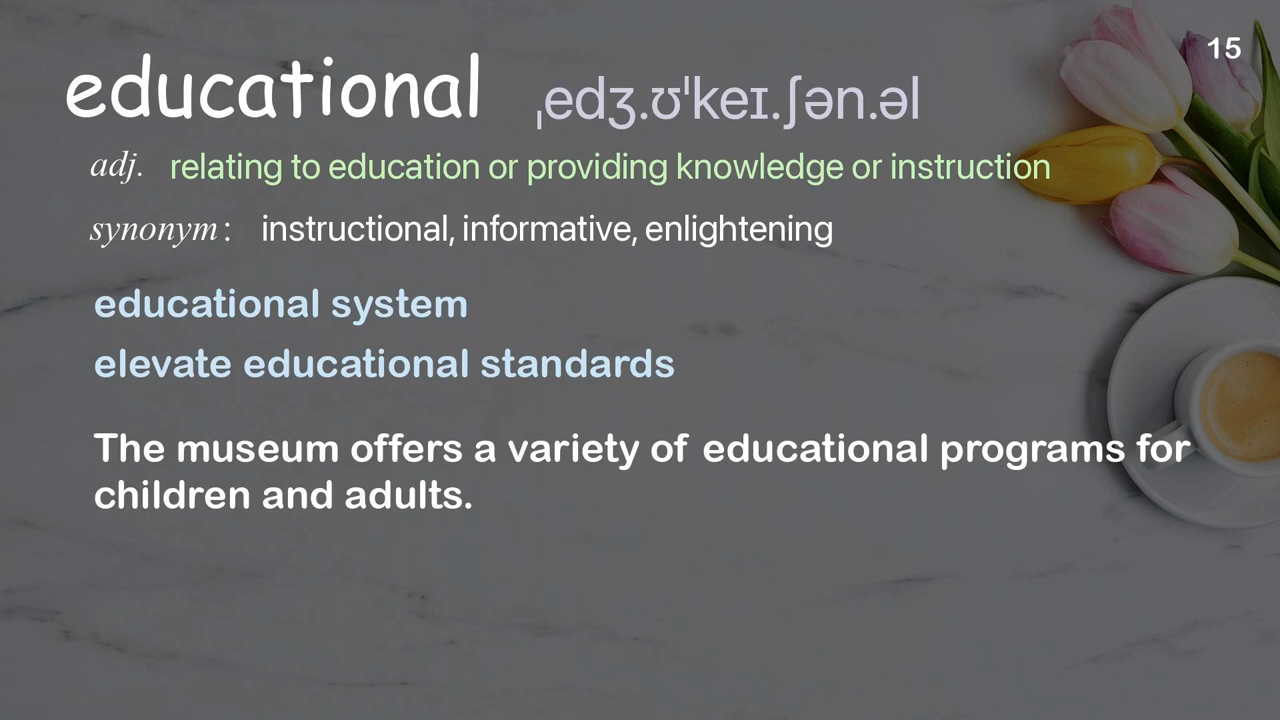 15
educational ˌedʒ.ʊˈkeɪ.ʃən.əl
adj. relating to education or providing knowledge or instruction
synonym: instructional, informative, enlightening
educational system
elevate educational standards
The museum offers a variety of educational programs for
children and adults.